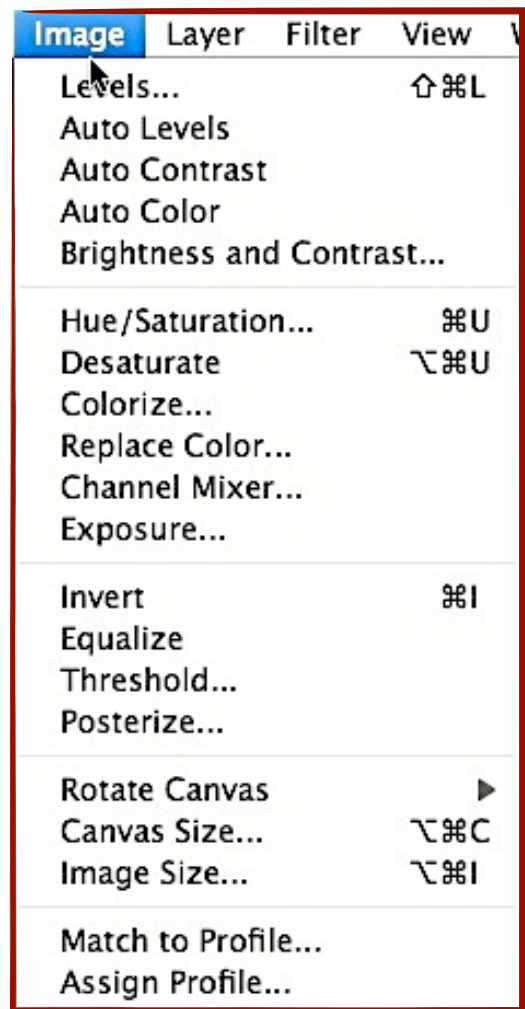 Image Layer Filter View
Levels... ⇧⌘L
Auto Levels
Auto Contrast
Auto Color
Brightness and Contrast...
Hue/Saturation... ⌘U
Desaturate ⌥⌘U
Colorize...
Replace Color...
Channel Mixer...
Exposure...
Invert ⌘I
Equalize
Threshold...
Posterize...
Rotate Canvas ▶
Canvas Size... ⌥⌘C
Image Size... ⌥⌘I
Match to Profile...
Assign Profile...